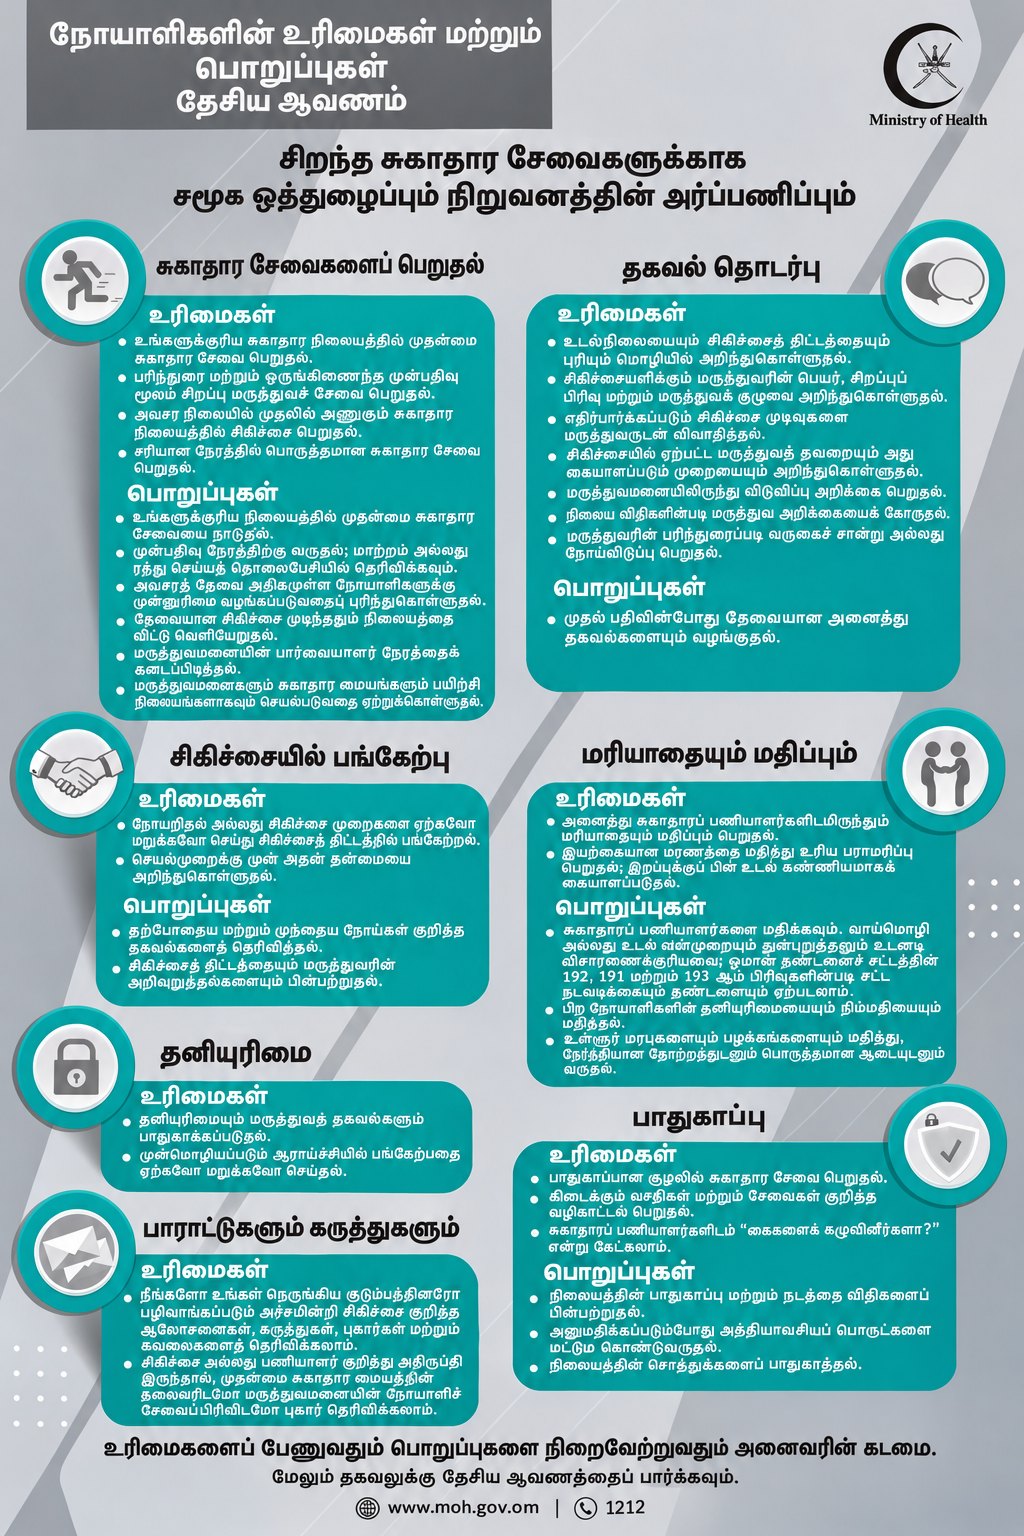 நோயாளிகளின் உரிமைகள் மற்றும்
பொறுப்புகள்
தேசிய ஆவணம்
Ministry of Health
சிறந்த சுகாதார சேவைகளுக்காக
சமூக ஒத்துழைப்பும் நிறுவனத்தின் அர்ப்பணிப்பும்
சுகாதார சேவைகளைப் பெறுதல்
உரிமைகள்
• உங்களுக்குரிய சுகாதார நிலையத்தில் முதன்மை
சுகாதார சேவை பெறுதல்.
• பரிந்துரை மற்றும் ஒருங்கிணைந்த முன்பதிவு
மூலம் சிறப்பு மருத்துவச் சேவை பெறுதல்.
• அவசர நிலையில் முதலில் அணுகும் சுகாதார
நிலையத்தில் சிகிச்சை பெறுதல்.
• சரியான நேரத்தில் பொருத்தமான சுகாதார சேவை
பெறுதல்.
பொறுப்புகள்
• உங்களுக்குரிய நிலையத்தில் முதன்மை சுகாதார
சேவையை நாடுதல்.
• முன்பதிவு நேரத்திற்கு வருதல்; மாற்றம் அல்லது
ரத்து செய்யத் தொலைபேசியில் தெரிவிக்கவும்.
• அவசரத் தேவை அதிகமுள்ள நோயாளிகளுக்கு
முன்னுரிமை வழங்கப்படுவதைப் புரிந்துகொள்ளுதல்.
• தேவையான சிகிச்சை முடிந்ததும் நிலையத்தை
விட்டு வெளியேறுதல்.
• மருத்துவமனையின் பார்வையாளர் நேரத்தைக்
கடைப்பிடித்தல்.
• மருத்துவமனைகளும் சுகாதார மையங்களும் பயிற்சி
நிலையங்களாகவும் செயல்படுவதை ஏற்றுக்கொள்ளுதல்.
தகவல் தொடர்பு
உரிமைகள்
• உடல்நிலையையும் சிகிச்சைத் திட்டத்தையும்
புரியும் மொழியில் அறிந்துகொள்ளுதல்.
• சிகிச்சையளிக்கும் மருத்துவரின் பெயர், சிறப்புப்
பிரிவு மற்றும் மருத்துவக் குழுவை அறிந்துகொள்ளுதல்.
• எதிர்பார்க்கப்படும் சிகிச்சை முடிவுகளை
மருத்துவருடன் விவாதித்தல்.
• சிகிச்சையில் ஏற்பட்ட மருத்துவத் தவறையும் அது
கையாளப்படும் முறையையும் அறிந்துகொள்ளுதல்.
• மருத்துவமனையிலிருந்து விடுவிப்பு அறிக்கை பெறுதல்.
• நிலைய விதிகளின்படி மருத்துவ அறிக்கையைக் கோருதல்.
• மருத்துவரின் பரிந்துரைப்படி வருகைச் சான்று அல்லது
நோய்விடுப்பு பெறுதல்.
பொறுப்புகள்
• முதல் பதிவின்போது தேவையான அனைத்து
தகவல்களையும் வழங்குதல்.
சிகிச்சையில் பங்கேற்பு
உரிமைகள்
• நோயறிதல் அல்லது சிகிச்சை முறைகளை ஏற்கவோ
மறுக்கவோ செய்து சிகிச்சைத் திட்டத்தில் பங்கேற்றல்.
• செயல்முறைக்கு முன் அதன் தன்மையை
அறிந்துகொள்ளுதல்.
பொறுப்புகள்
• தற்போதைய மற்றும் முந்தைய நோய்கள் குறித்த
தகவல்களைத் தெரிவித்தல்.
• சிகிச்சைத் திட்டத்தையும் மருத்துவரின்
அறிவுறுத்தல்களையும் பின்பற்றுதல்.
மரியாதையும் மதிப்பும்
உரிமைகள்
• அனைத்து சுகாதாரப் பணியாளர்களிடமிருந்தும்
மரியாதையும் மதிப்பும் பெறுதல்.
• இயற்கையான மரணத்தை மதித்து உரிய பராமரிப்பு
பெறுதல்; இறப்புக்குப் பின் உடல் கண்ணியமாகக்
கையாளப்படுதல்.
பொறுப்புகள்
• சுகாதாரப் பணியாளர்களை மதிக்கவும். வாய்மொழி
அல்லது உடல் வன்முறையும் துன்புறுத்தலும் உடனடி
விசாரணைக்குரியவை; ஓமான் தண்டனைச் சட்டத்தின்
192, 191 மற்றும் 193 ஆம் பிரிவுகளின்படி சட்ட
நடவடிக்கையும் தண்டனையும் ஏற்படலாம்.
• பிற நோயாளிகளின் தனியுரிமையையும் நிம்மதியையும்
மதித்தல்.
• உள்ளூர் மரபுகளையும் பழக்கங்களையும் மதித்து,
நேர்த்தியான தோற்றத்துடனும் பொருத்தமான ஆடையுடனும்
வருதல்.
தனியுரிமை
உரிமைகள்
• தனியுரிமையும் மருத்துவத் தகவல்களும்
பாதுகாக்கப்படுதல்.
• முன்மொழியப்படும் ஆராய்ச்சியில் பங்கேற்பதை
ஏற்கவோ மறுக்கவோ செய்தல்.
பாதுகாப்பு
உரிமைகள்
• பாதுகாப்பான சூழலில் சுகாதார சேவை பெறுதல்.
• கிடைக்கும் வசதிகள் மற்றும் சேவைகள் குறித்த
வழிகாட்டல் பெறுதல்.
• சுகாதாரப் பணியாளர்களிடம் “கைகளைக் கழுவினீர்களா?”
என்று கேட்கலாம்.
பொறுப்புகள்
• நிலையத்தின் பாதுகாப்பு மற்றும் நடத்தை விதிகளைப்
பின்பற்றுதல்.
• அனுமதிக்கப்படும்போது அத்தியாவசியப் பொருட்களை
மட்டும் கொண்டுவருதல்.
• நிலையத்தின் சொத்துக்களைப் பாதுகாத்தல்.
பாராட்டுகளும் கருத்துகளும்
உரிமைகள்
• நீங்களோ உங்கள் நெருங்கிய குடும்பத்தினரோ
பழிவாங்கப்படும் அச்சமின்றி சிகிச்சை குறித்த
ஆலோசனைகள், கருத்துகள், புகார்கள் மற்றும்
கவலைகளைத் தெரிவிக்கலாம்.
• சிகிச்சை அல்லது பணியாளர் குறித்து அதிருப்தி
இருந்தால், முதன்மை சுகாதார மையத்தின்
தலைவரிடமோ மருத்துவமனையின் நோயாளிச்
சேவைப்பிரிவிடமோ புகார் தெரிவிக்கலாம்.
உரிமைகளைப் பேணுவதும் பொறுப்புகளை நிறைவேற்றுவதும் அனைவரின் கடமை.
மேலும் தகவலுக்கு தேசிய ஆவணத்தைப் பார்க்கவும்.
www.moh.gov.om | 1212